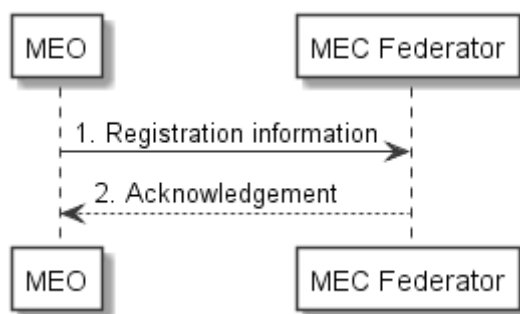 MEO
MEC Federator
1. Registration information
2. Acknowledgement
MEO
MEC Federator